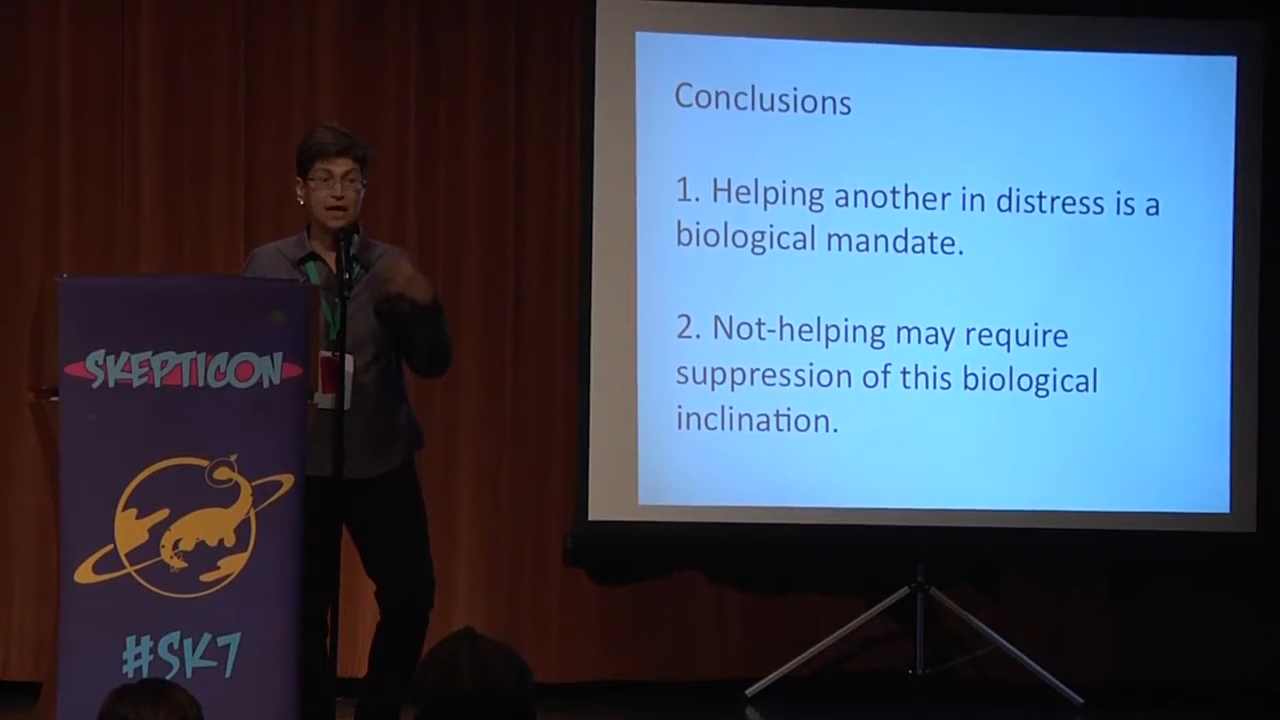 Conclusions
1. Helping another in distress is a
biological mandate.
2. Not-helping may require
suppression of this biological
inclination.
SKEPTICON
#SK7